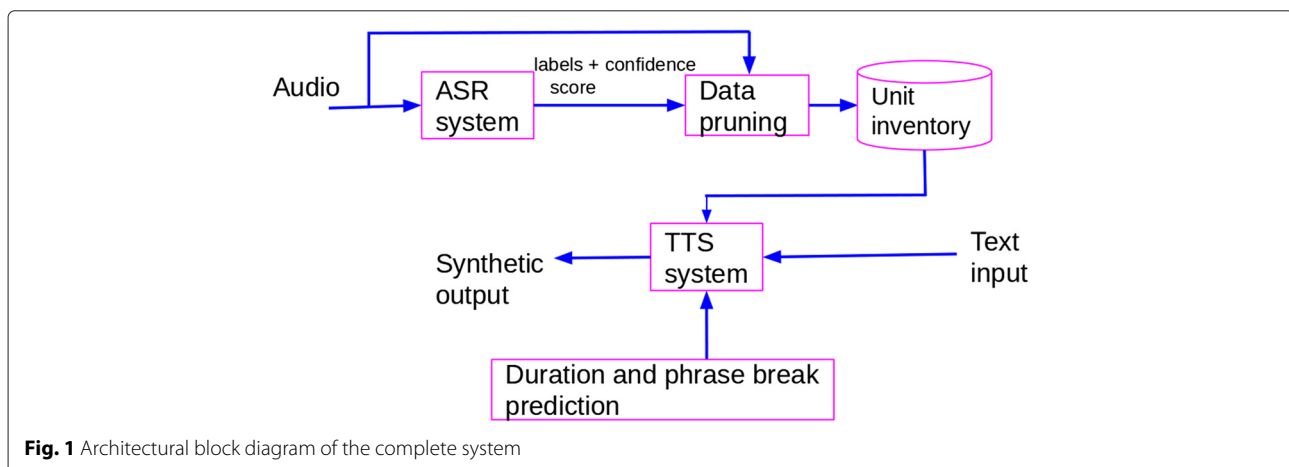 Audio
ASR
system
labels + confidence
score
Data
pruning
Unit
inventory
Synthetic
output
TTS
system
Text
input
Duration and phrase break
prediction
Fig. 1 Architectural block diagram of the complete system